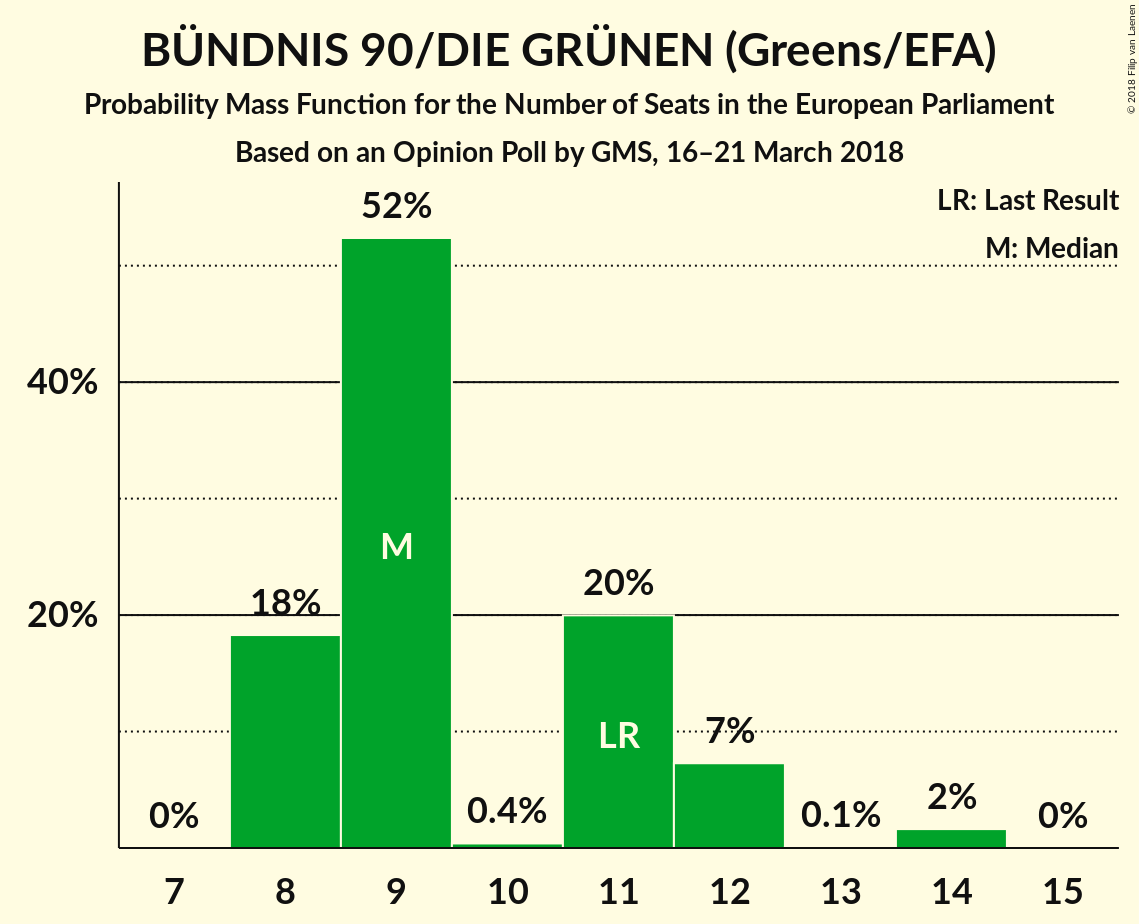 BÜNDNIS 90/DIE GRÜNEN (Greens/EFA)
Probability Mass Function for the Number of Seats in the European Parliament
Based on an Opinion Poll by GMS, 16–21 March 2018
© 2018 Filip van Laenen
LR: Last Result
M: Median
52%
40%
M
20%
18%
20%
LR
7%
0%
0.4%
0.1%
2%
0%
7 8 9 10 11 12 13 14 15